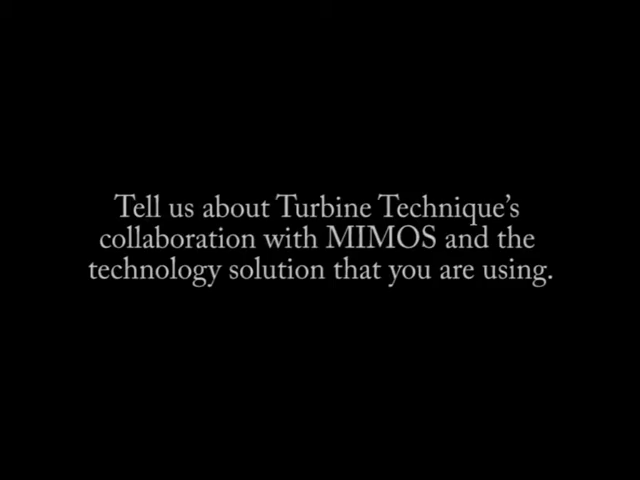 Tell us about Turbine Technique’s
collaboration with MIMOS and the
technology solution that you are using.